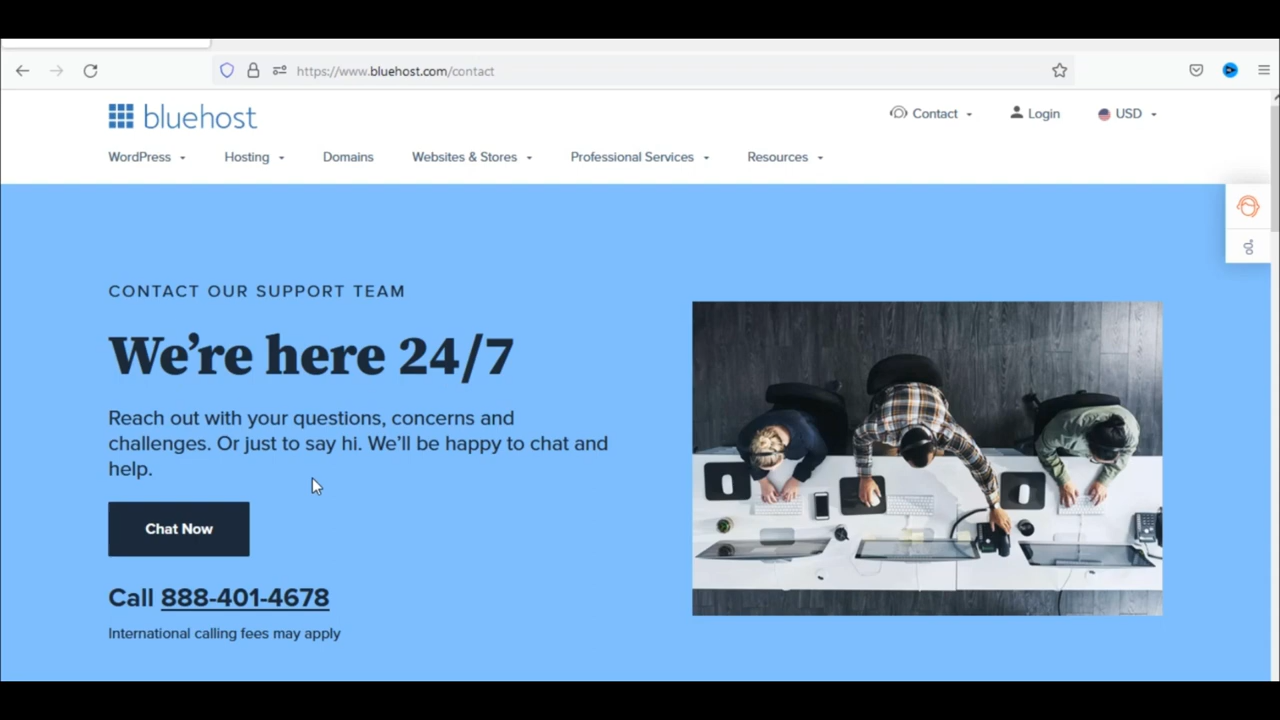 https://www.bluehost.com/contact
bluehost
Contact
Login
USD
WordPress
Hosting
Domains
Websites & Stores
Professional Services
Resources
CONTACT OUR SUPPORT TEAM
We're here 24/7
Reach out with your questions, concerns and
challenges. Or just to say hi. We'll be happy to chat and
help.
Chat Now
Call 888-401-4678
International calling fees may apply